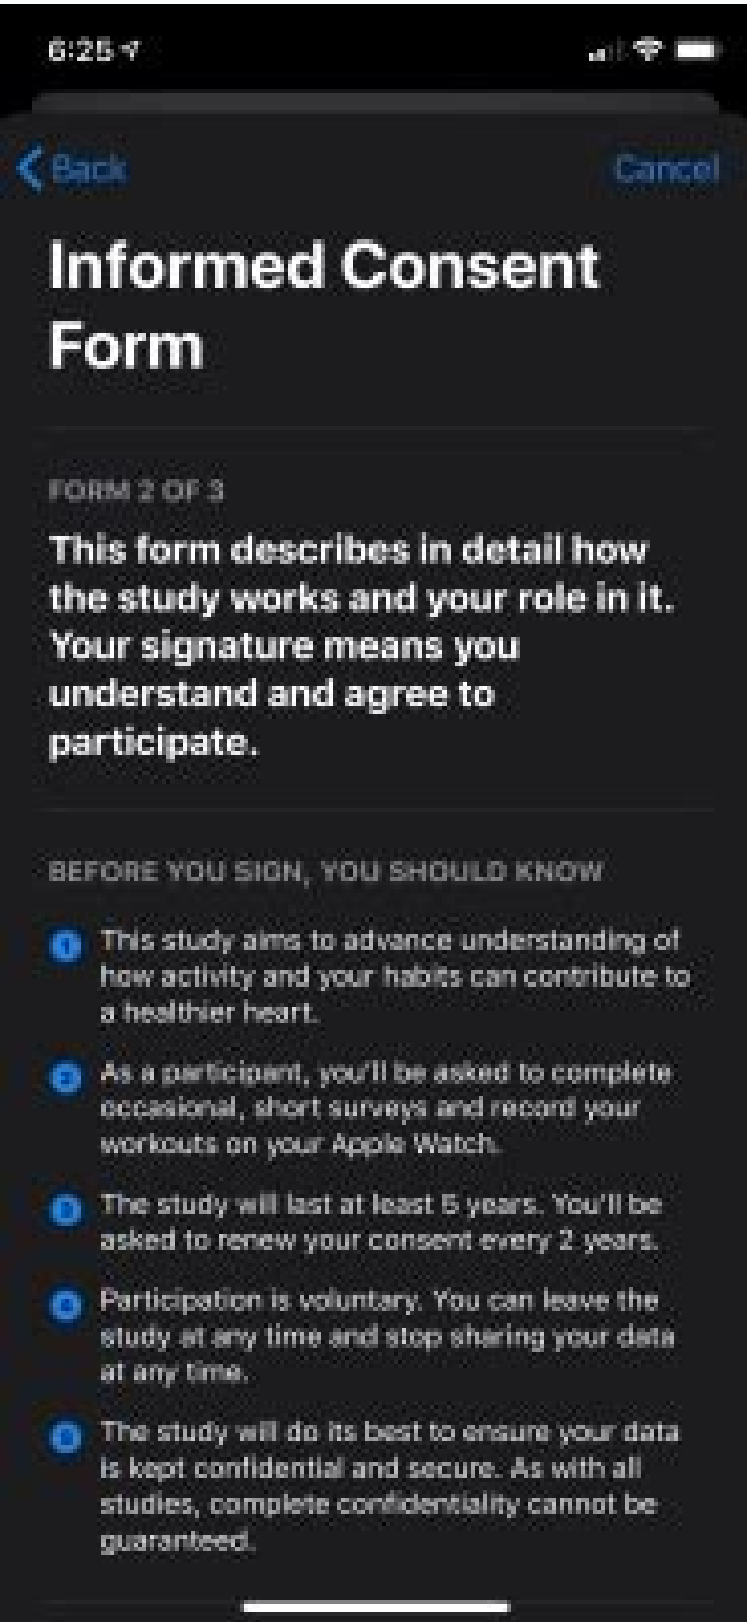 6:25
Back
Cancel
Informed Consent
Form
FORM 2 OF 3
This form describes in detail how
the study works and your role in it.
Your signature means you
understand and agree to
participate.
BEFORE YOU SIGN, YOU SHOULD KNOW
1 This study aims to advance understanding of
how activity and your habits can contribute to
a healthier heart.
2 As a participant, you'll be asked to complete
occasional, short surveys and record your
workouts on your Apple Watch.
3 The study will last at least 5 years. You'll be
asked to renew your consent every 2 years.
4 Participation is voluntary. You can leave the
study at any time and stop sharing your data
at any time.
5 The study will do its best to ensure your data
is kept confidential and secure. As with all
studies, complete confidentiality cannot be
guaranteed.